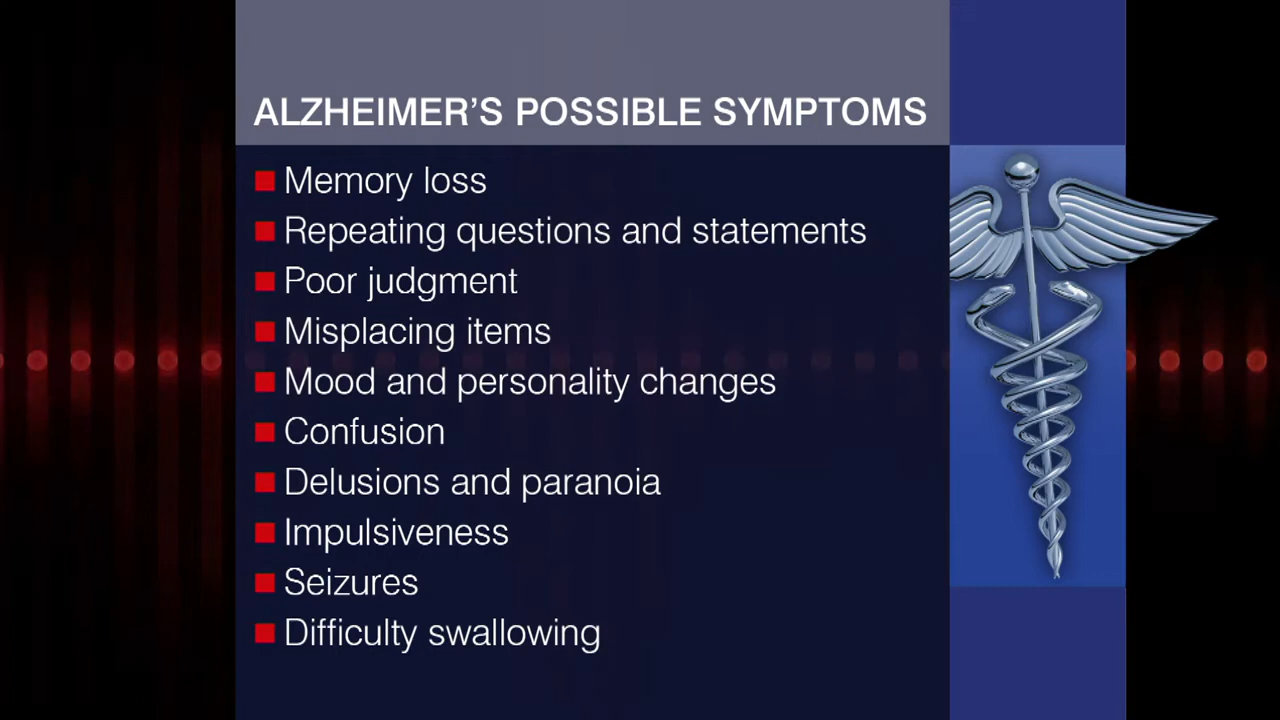 ALZHEIMER’S POSSIBLE SYMPTOMS
Memory loss
Repeating questions and statements
Poor judgment
Misplacing items
Mood and personality changes
Confusion
Delusions and paranoia
Impulsiveness
Seizures
Difficulty swallowing